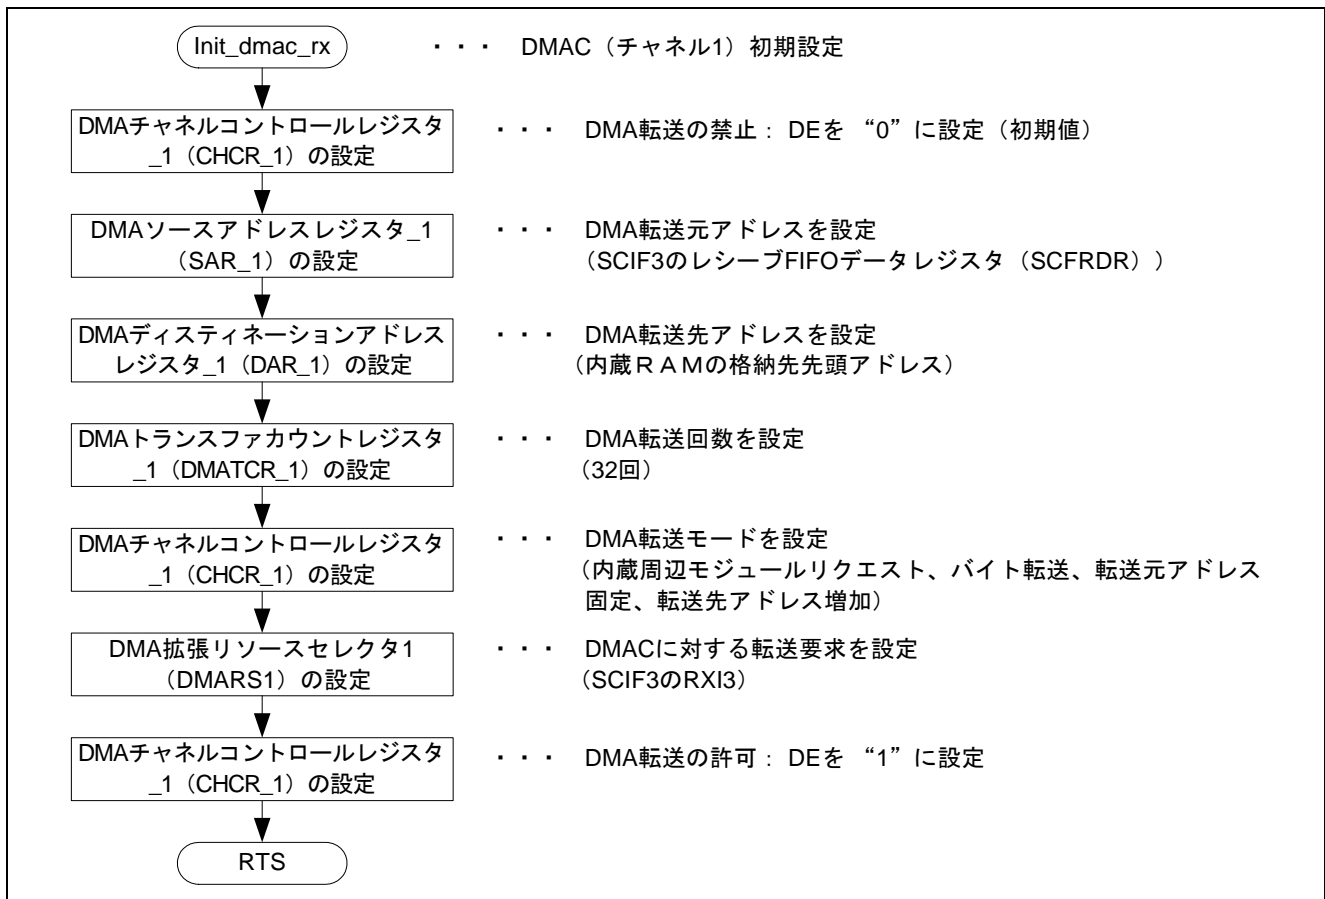 Init_dmac_rx ・・・ DMAC（チャネル1）初期設定
DMAチャネルコントロールレジスタ ・・・ DMA転送の禁止： DEを “0”に設定（初期値）
_1（CHCR_1）の設定
DMAソースアドレスレジスタ_1 ・・・ DMA転送元アドレスを設定
（SAR_1）の設定 （SCIF3のレシーブFIFOデータレジスタ（SCFRDR））
DMAディスティネーションアドレス ・・・ DMA転送先アドレスを設定
レジスタ_1（DAR_1）の設定 （内蔵ＲＡＭの格納先先頭アドレス）
DMAトランスファカウントレジスタ ・・・ DMA転送回数を設定
_1（DMATCR_1）の設定 （32回）
DMAチャネルコントロールレジスタ ・・・ DMA転送モードを設定
_1（CHCR_1）の設定 （内蔵周辺モジュールリクエスト、バイト転送、転送元アドレス
固定、転送先アドレス増加）
DMA拡張リソースセレクタ1 ・・・ DMACに対する転送要求を設定
（DMARS1）の設定 （SCIF3のRXI3）
DMAチャネルコントロールレジスタ ・・・ DMA転送の許可： DEを “1”に設定
_1（CHCR_1）の設定
RTS